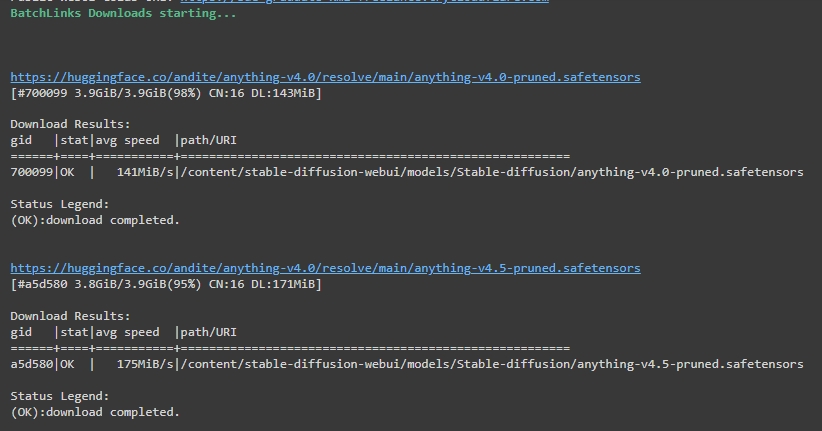 BatchLinks Downloads starting...
https://huggingface.co/andite/anything-v4.0/resolve/main/anything-v4.0-pruned.safetensors
[#700099 3.9GiB/3.9GiB(98%) CN:16 DL:143MiB]
Download Results:
gid   |stat|avg speed  |path/URI
======+====+===========+=======================================================
700099|OK  |   141MiB/s|/content/stable-diffusion-webui/models/Stable-diffusion/anything-v4.0-pruned.safetensors
Status Legend:
(OK):download completed.
https://huggingface.co/andite/anything-v4.0/resolve/main/anything-v4.5-pruned.safetensors
[#a5d580 3.8GiB/3.9GiB(95%) CN:16 DL:171MiB]
Download Results:
gid   |stat|avg speed  |path/URI
======+====+===========+=======================================================
a5d580|OK  |   175MiB/s|/content/stable-diffusion-webui/models/Stable-diffusion/anything-v4.5-pruned.safetensors
Status Legend:
(OK):download completed.